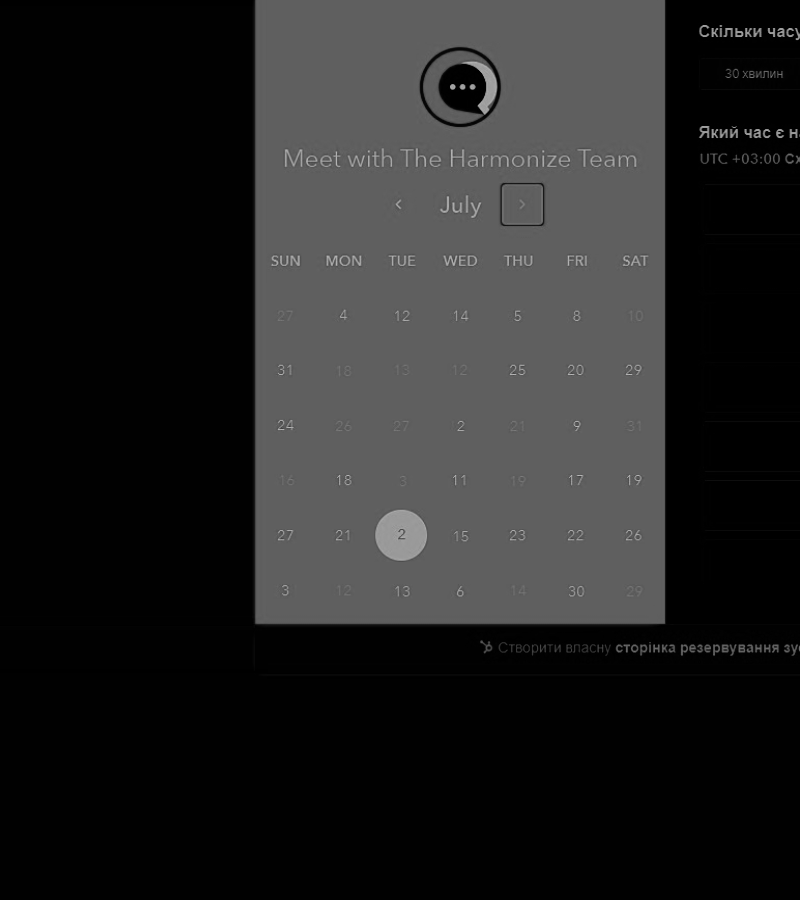 Скільки часу
30 хвилин
Meet with The Harmonize Team
Який час є н
UTC +03:00 Сх
July
SUN MON TUE WED THU FRI SAT
27 4 12 14 5 8 10
31 18 13 12 25 20 29
24 26 27 2 21 9 31
16 18 3 11 19 17 19
27 21 2 15 23 22 26
3 12 13 6 14 30 29
Створити власну сторінка резервування зу